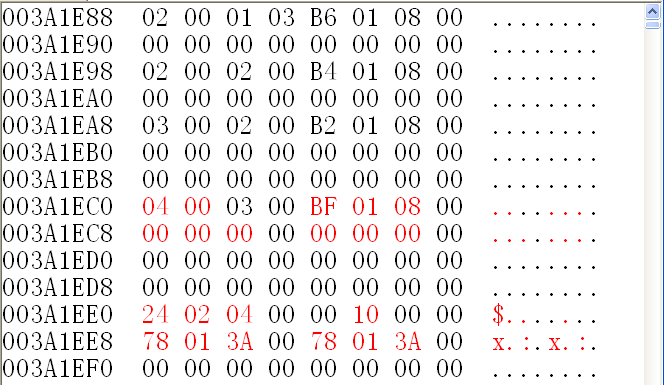 003A1E88 02 00 01 03 B6 01 08 00 ........
003A1E90 00 00 00 00 00 00 00 00 ........
003A1E98 02 00 02 00 B4 01 08 00 ........
003A1EA0 00 00 00 00 00 00 00 00 ........
003A1EA8 03 00 02 00 B2 01 08 00 ........
003A1EB0 00 00 00 00 00 00 00 00 ........
003A1EB8 00 00 00 00 00 00 00 00 ........
003A1EC0 04 00 03 00 BF 01 08 00 ........
003A1EC8 00 00 00 00 00 00 00 00 ........
003A1ED0 00 00 00 00 00 00 00 00 ........
003A1ED8 00 00 00 00 00 00 00 00 ........
003A1EE0 24 02 04 00 00 10 00 00 $.......
003A1EE8 78 01 3A 00 78 01 3A 00 x.:.x.:.
003A1EF0 00 00 00 00 00 00 00 00 ........